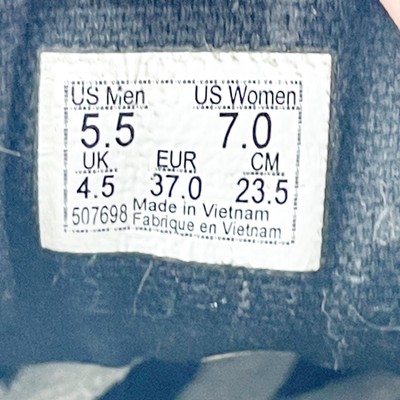 US Men US Women
5.5 7.0
UK EUR CM
4.5 37.0 23.5
507698 Made in Vietnam
Fabrique en Vietnam